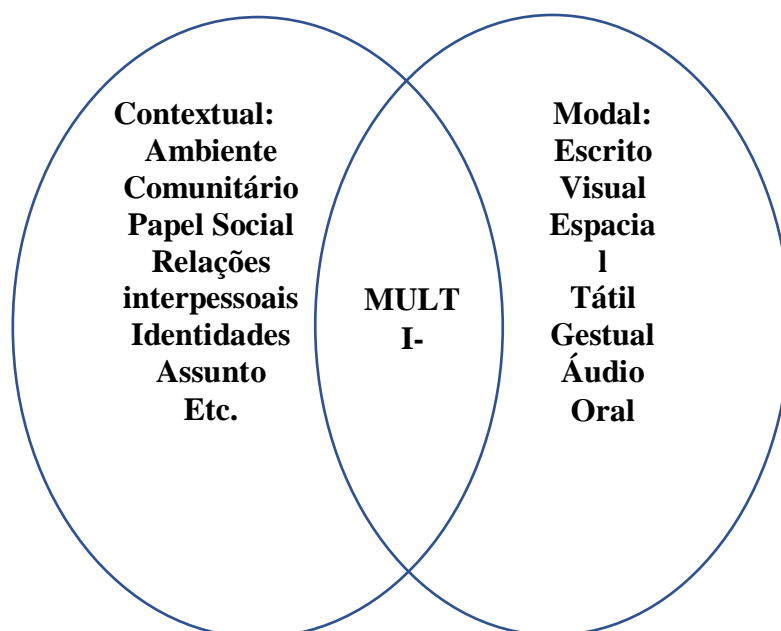 Contextual:
Ambiente
Comunitário
Papel Social
Relações
interpessoais
Identidades
Assunto
Etc.
MULT
I-
Modal:
Escrito
Visual
Espacia
l
Tátil
Gestual
Áudio
Oral